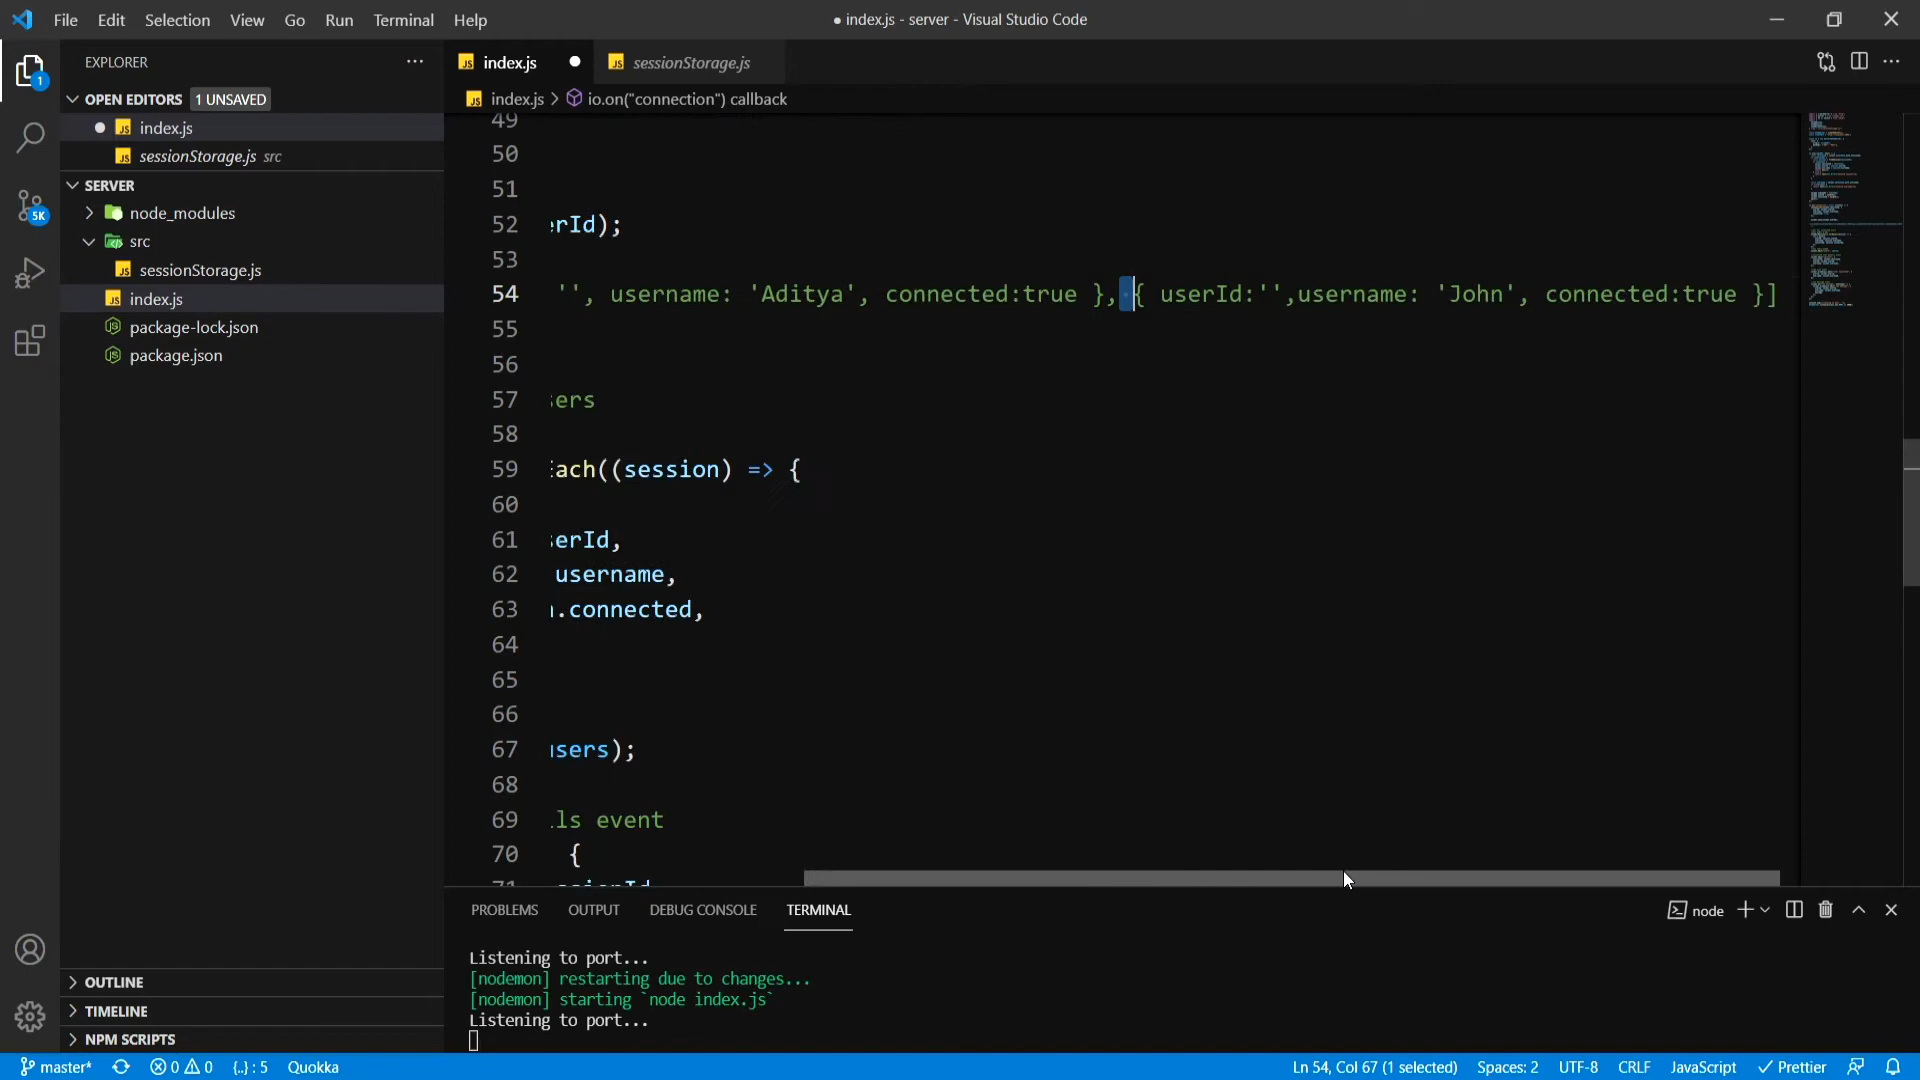 File Edit Selection View Go Run Terminal Help
● index.js - server - Visual Studio Code
EXPLORER
OPEN EDITORS 1 UNSAVED
index.js
sessionStorage.js src
SERVER
node_modules
src
sessionStorage.js
index.js
package-lock.json
package.json
OUTLINE
TIMELINE
NPM SCRIPTS
1
5K
index.js
sessionStorage.js
index.js > io.on("connection") callback
49
50
51
52 erId);
53
54 '', username: 'Aditya', connected:true }, { userId:'',username: 'John', connected:true }]
55
56
57 sers
58
59 Each((session) => {
60
61 serId,
62 username,
63 .connected,
64
65
66
67 users);
68
69 ls event
70 {
71
PROBLEMS OUTPUT DEBUG CONSOLE TERMINAL
node
Listening to port...
[nodemon] restarting due to changes...
[nodemon] starting `node index.js`
Listening to port...
master* 0 0 {..} : 5 Quokka
Ln 54, Col 67 (1 selected) Spaces: 2 UTF-8 CRLF JavaScript Prettier